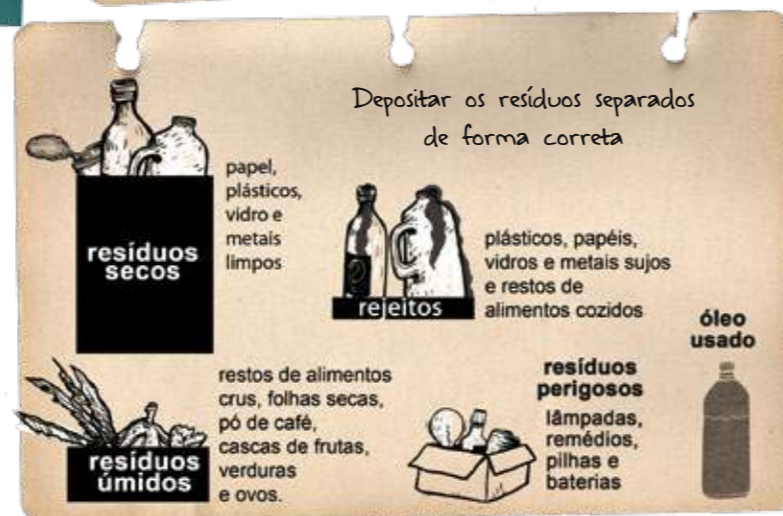 Depositar os resíduos separados
de forma correta
resíduos
secos
papel,
plásticos,
vidro e
metais
limpos
rejeitos
plásticos, papéis,
vidros e metais sujos
e restos de
alimentos cozidos
resíduos
úmidos
restos de alimentos
crus, folhas secas,
pó de café,
cascas de frutas,
verduras
e ovos.
resíduos
perigosos
lâmpadas,
remédios,
pilhas e
baterias
óleo
usado